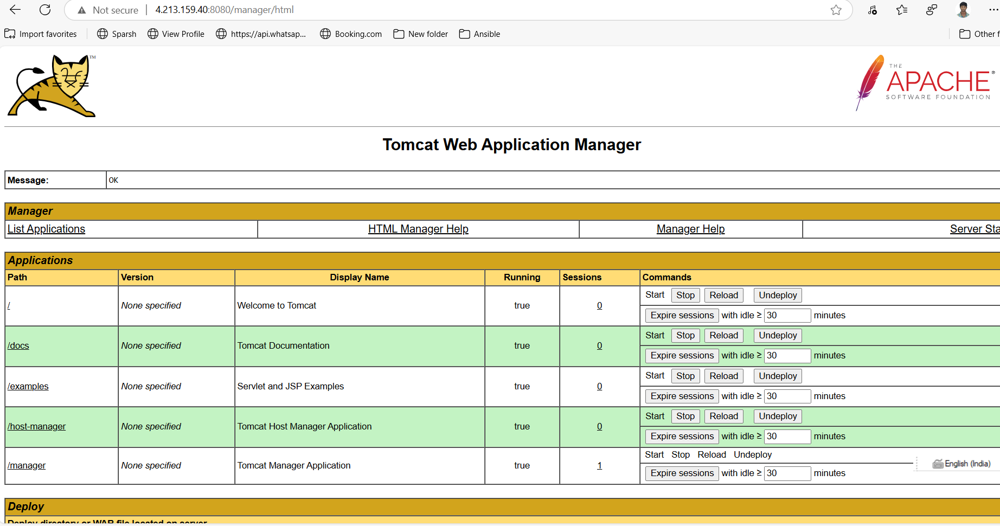 Not secure | 4.213.159.40:8080/manager/html
Import favorites Sparsh View Profile https://api.whatsap... Booking.com New folder Ansible Other f
TM
THE
APACHE®
SOFTWARE FOUNDATION
Tomcat Web Application Manager
Message: OK
Manager
List Applications HTML Manager Help Manager Help Server Sta
Applications
Path Version Display Name Running Sessions Commands
/ None specified Welcome to Tomcat true 0 Start Stop Reload Undeploy
Expire sessions with idle ≥ 30 minutes
/docs None specified Tomcat Documentation true 0 Start Stop Reload Undeploy
Expire sessions with idle ≥ 30 minutes
/examples None specified Servlet and JSP Examples true 0 Start Stop Reload Undeploy
Expire sessions with idle ≥ 30 minutes
/host-manager None specified Tomcat Host Manager Application true 0 Start Stop Reload Undeploy
Expire sessions with idle ≥ 30 minutes
/manager None specified Tomcat Manager Application true 1 Start Stop Reload Undeploy
Expire sessions with idle ≥ 30 minutes
English (India)
Deploy
Deploy directory or WAR file located on server